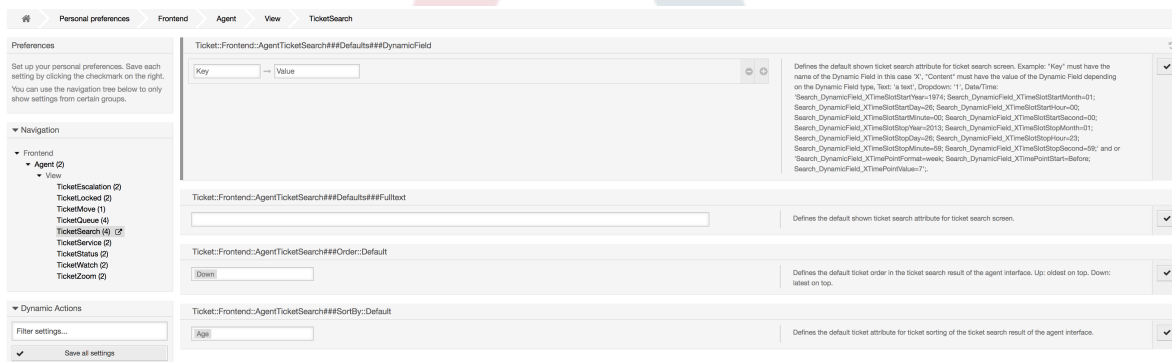 Personal preferences Frontend Agent View TicketSearch
Preferences
Set up your personal preferences. Save each
setting by clicking the checkmark on the right.
You can use the navigation tree below to only
show settings from certain groups.
Navigation
Frontend
Agent (2)
View
TicketEscalation (2)
TicketLocked (2)
TicketMove (1)
TicketQueue (4)
TicketSearch (4)
TicketService (2)
TicketStatus (2)
TicketWatch (2)
TicketZoom (2)
Dynamic Actions
Filter settings...
Save all settings
Ticket::Frontend::AgentTicketSearch###Defaults###DynamicField
Key → Value
Defines the default shown ticket search attribute for ticket search screen. Example: "Key" must have the
name of the Dynamic Field in this case 'X', "Content" must have the value of the Dynamic Field depending
on the Dynamic Field type, Text: 'a text', Dropdown: '1', Date/Time:
'Search_DynamicField_XTimeSlotStartYear=1974; Search_DynamicField_XTimeSlotStartMonth=01;
Search_DynamicField_XTimeSlotStartDay=26; Search_DynamicField_XTimeSlotStartHour=00;
Search_DynamicField_XTimeSlotStartMinute=00; Search_DynamicField_XTimeSlotStartSecond=00;
Search_DynamicField_XTimeSlotStopYear=2013; Search_DynamicField_XTimeSlotStopMonth=01;
Search_DynamicField_XTimeSlotStopDay=26; Search_DynamicField_XTimeSlotStopHour=23;
Search_DynamicField_XTimeSlotStopMinute=59; Search_DynamicField_XTimeSlotStopSecond=59;' and or
'Search_DynamicField_XTimePointFormat=week; Search_DynamicField_XTimePointStart=Before;
Search_DynamicField_XTimePointValue=7';.
Ticket::Frontend::AgentTicketSearch###Defaults###Fulltext
Defines the default shown ticket search attribute for ticket search screen.
Ticket::Frontend::AgentTicketSearch###Order::Default
Down
Defines the default ticket order in the ticket search result of the agent interface. Up: oldest on top. Down:
latest on top.
Ticket::Frontend::AgentTicketSearch###SortBy::Default
Age
Defines the default ticket attribute for ticket sorting of the ticket search result of the agent interface.